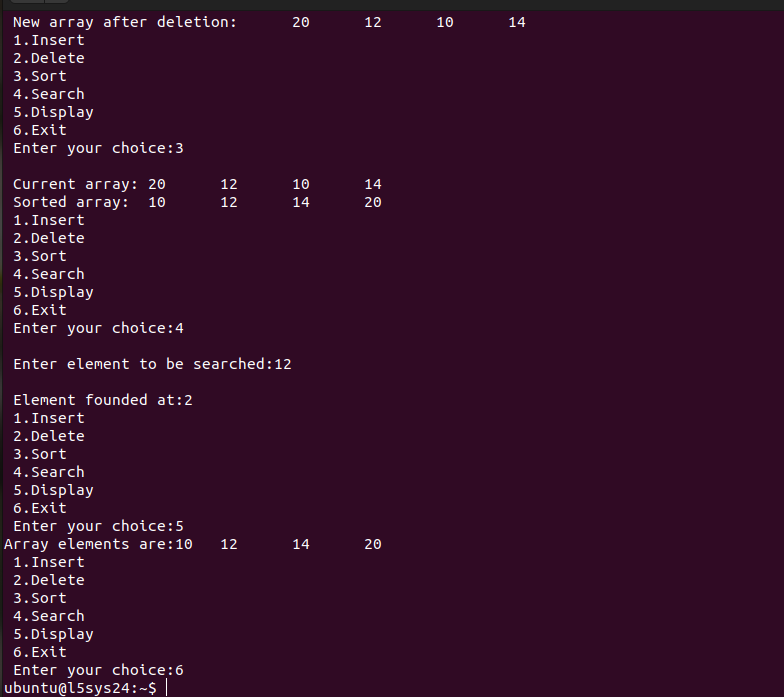 New array after deletion: 20 12 10 14
1.Insert
2.Delete
3.Sort
4.Search
5.Display
6.Exit
Enter your choice:3
Current array: 20 12 10 14
Sorted array: 10 12 14 20
1.Insert
2.Delete
3.Sort
4.Search
5.Display
6.Exit
Enter your choice:4
Enter element to be searched:12
Element founded at:2
1.Insert
2.Delete
3.Sort
4.Search
5.Display
6.Exit
Enter your choice:5
Array elements are:10 12 14 20
1.Insert
2.Delete
3.Sort
4.Search
5.Display
6.Exit
Enter your choice:6
ubuntu@l5sys24:~$